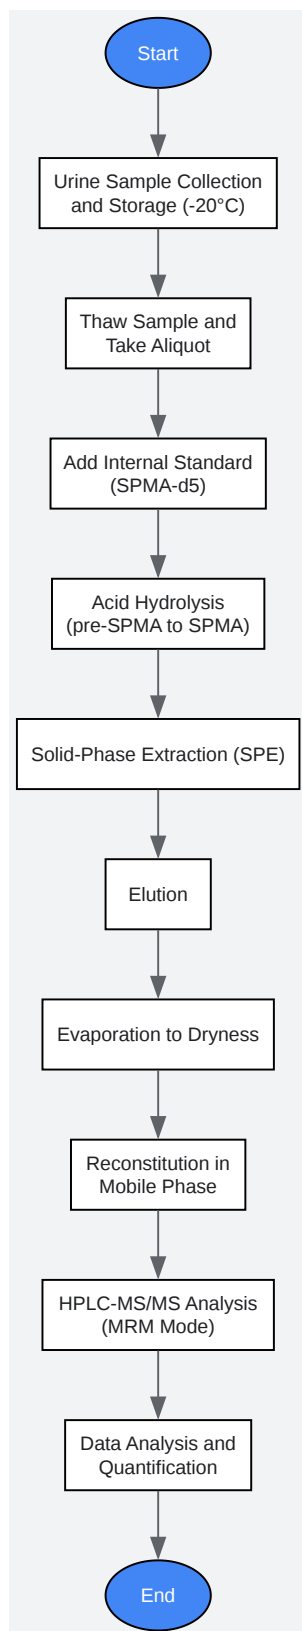 Start
Urine Sample Collection
and Storage (-20°C)
Thaw Sample and
Take Aliquot
Add Internal Standard
(SPMA-d5)
Acid Hydrolysis
(pre-SPMA to SPMA)
Solid-Phase Extraction (SPE)
Elution
Evaporation to Dryness
Reconstitution in
Mobile Phase
HPLC-MS/MS Analysis
(MRM Mode)
Data Analysis and
Quantification
End